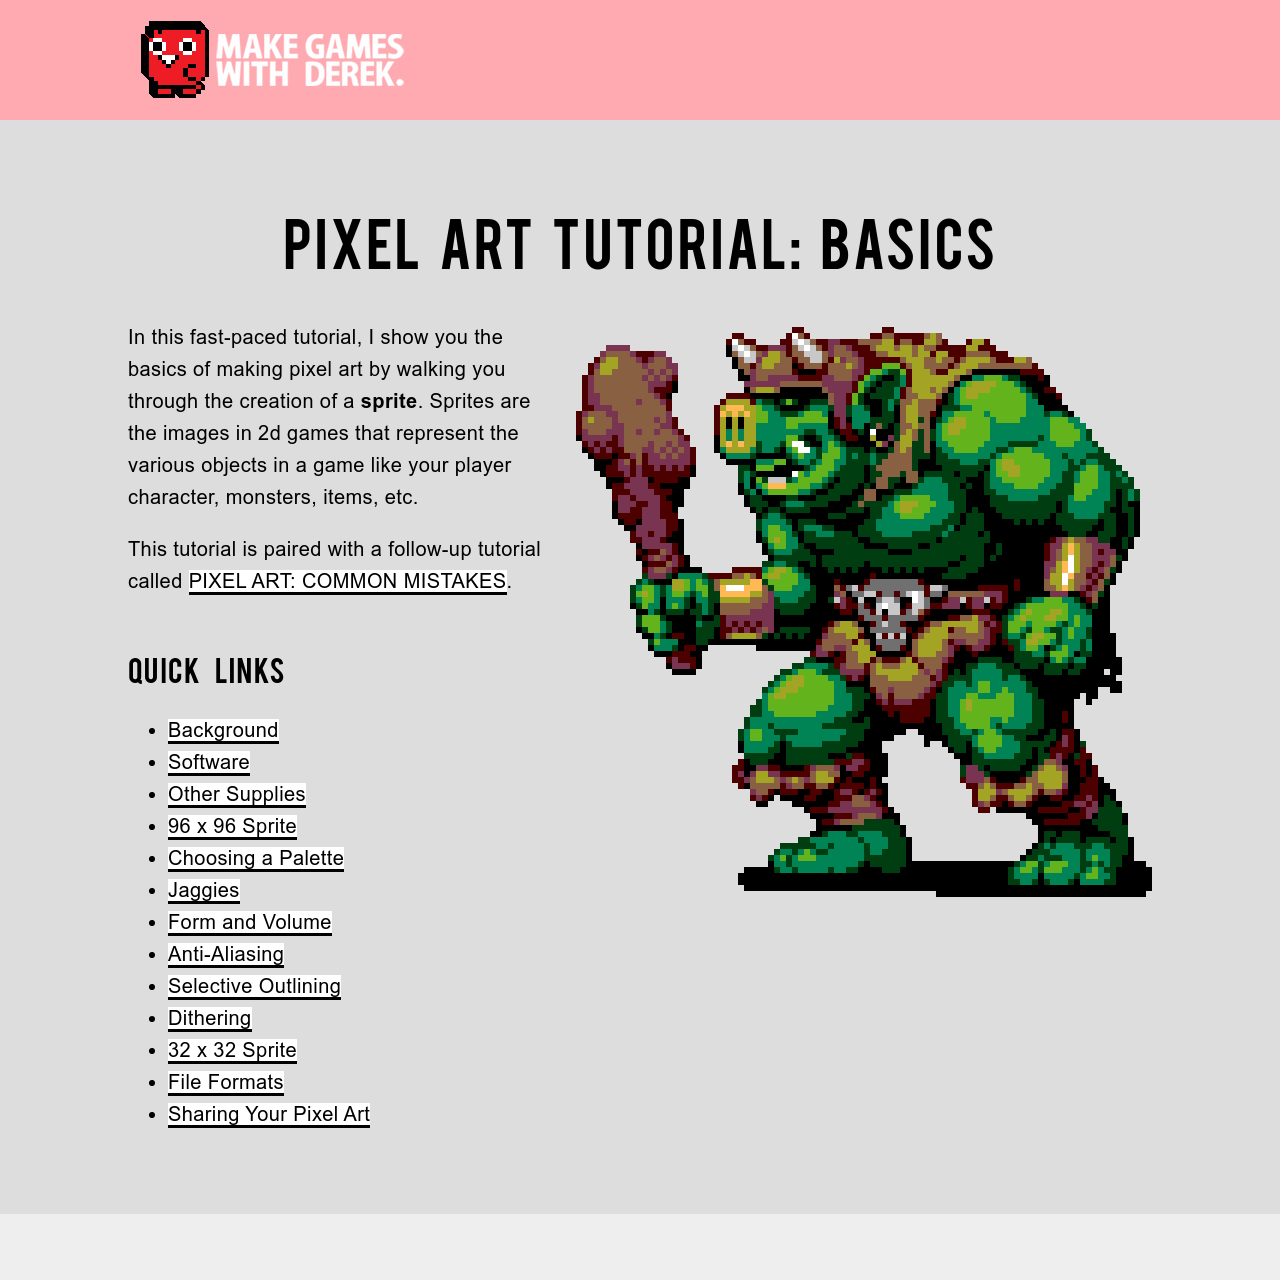 MAKE GAMES
WITH DEREK.
PIXEL ART TUTORIAL: BASICS
In this fast-paced tutorial, I show you the
basics of making pixel art by walking you
through the creation of a sprite. Sprites are
the images in 2d games that represent the
various objects in a game like your player
character, monsters, items, etc.
This tutorial is paired with a follow-up tutorial
called PIXEL ART: COMMON MISTAKES.
QUICK LINKS
Background
Software
Other Supplies
96 x 96 Sprite
Choosing a Palette
Jaggies
Form and Volume
Anti-Aliasing
Selective Outlining
Dithering
32 x 32 Sprite
File Formats
Sharing Your Pixel Art